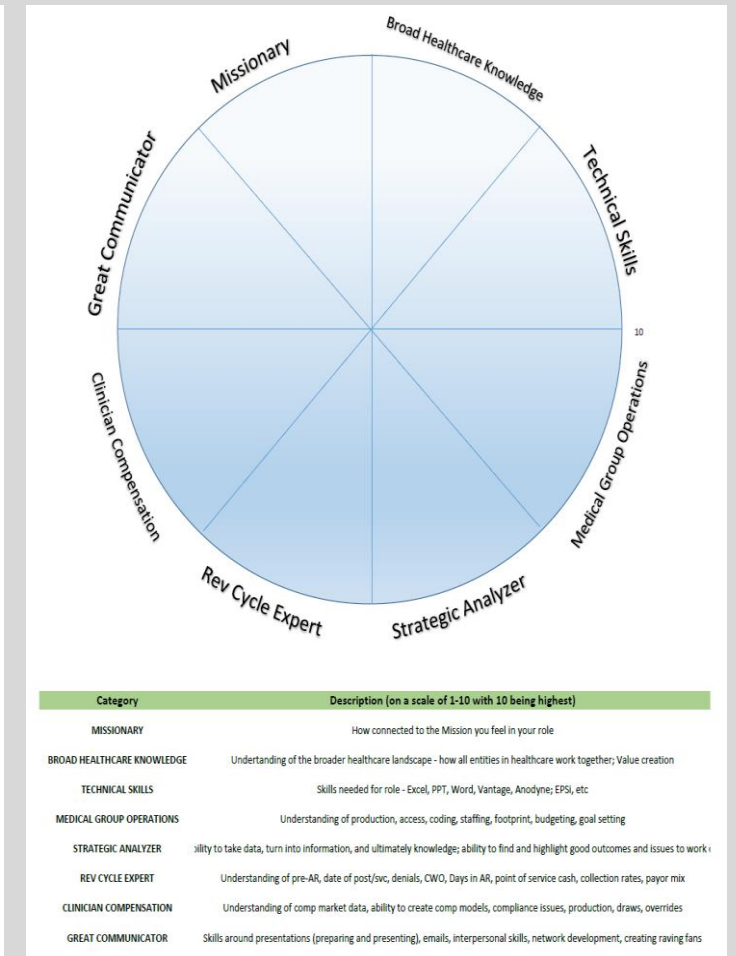 Missionary
Broad Healthcare Knowledge
Great Communicator
Technical Skills
10
Clinician Compensation
Medical Group Operations
Rev Cycle Expert
Strategic Analyzer
Category Description (on a scale of 1-10 with 10 being highest)
MISSIONARY How connected to the Mission you feel in your role
BROAD HEALTHCARE KNOWLEDGE Undertanding of the broader healthcare landscape - how all entities in healthcare work together; Value creation
TECHNICAL SKILLS Skills needed for role - Excel, PPT, Word, Vantage, Anodyne; EPSi, etc
MEDICAL GROUP OPERATIONS Understanding of production, access, coding, staffing, footprint, budgeting, goal setting
STRATEGIC ANALYZER to take data, turn into information, and ultimately knowledge; ability to find and highlight good outcomes and issues to work
REV CYCLE EXPERT Understanding of pre-AR, date of post/svc, denials, CWO, Days in AR, point of service cash, collection rates, payor mix
CLINICIAN COMPENSATION Understanding of comp market data, ability to create comp models, compliance issues, production, draws, overrides
GREAT COMMUNICATOR Skills around presentations (preparing and presenting), emails, interpersonal skills, network development, creating raving fans